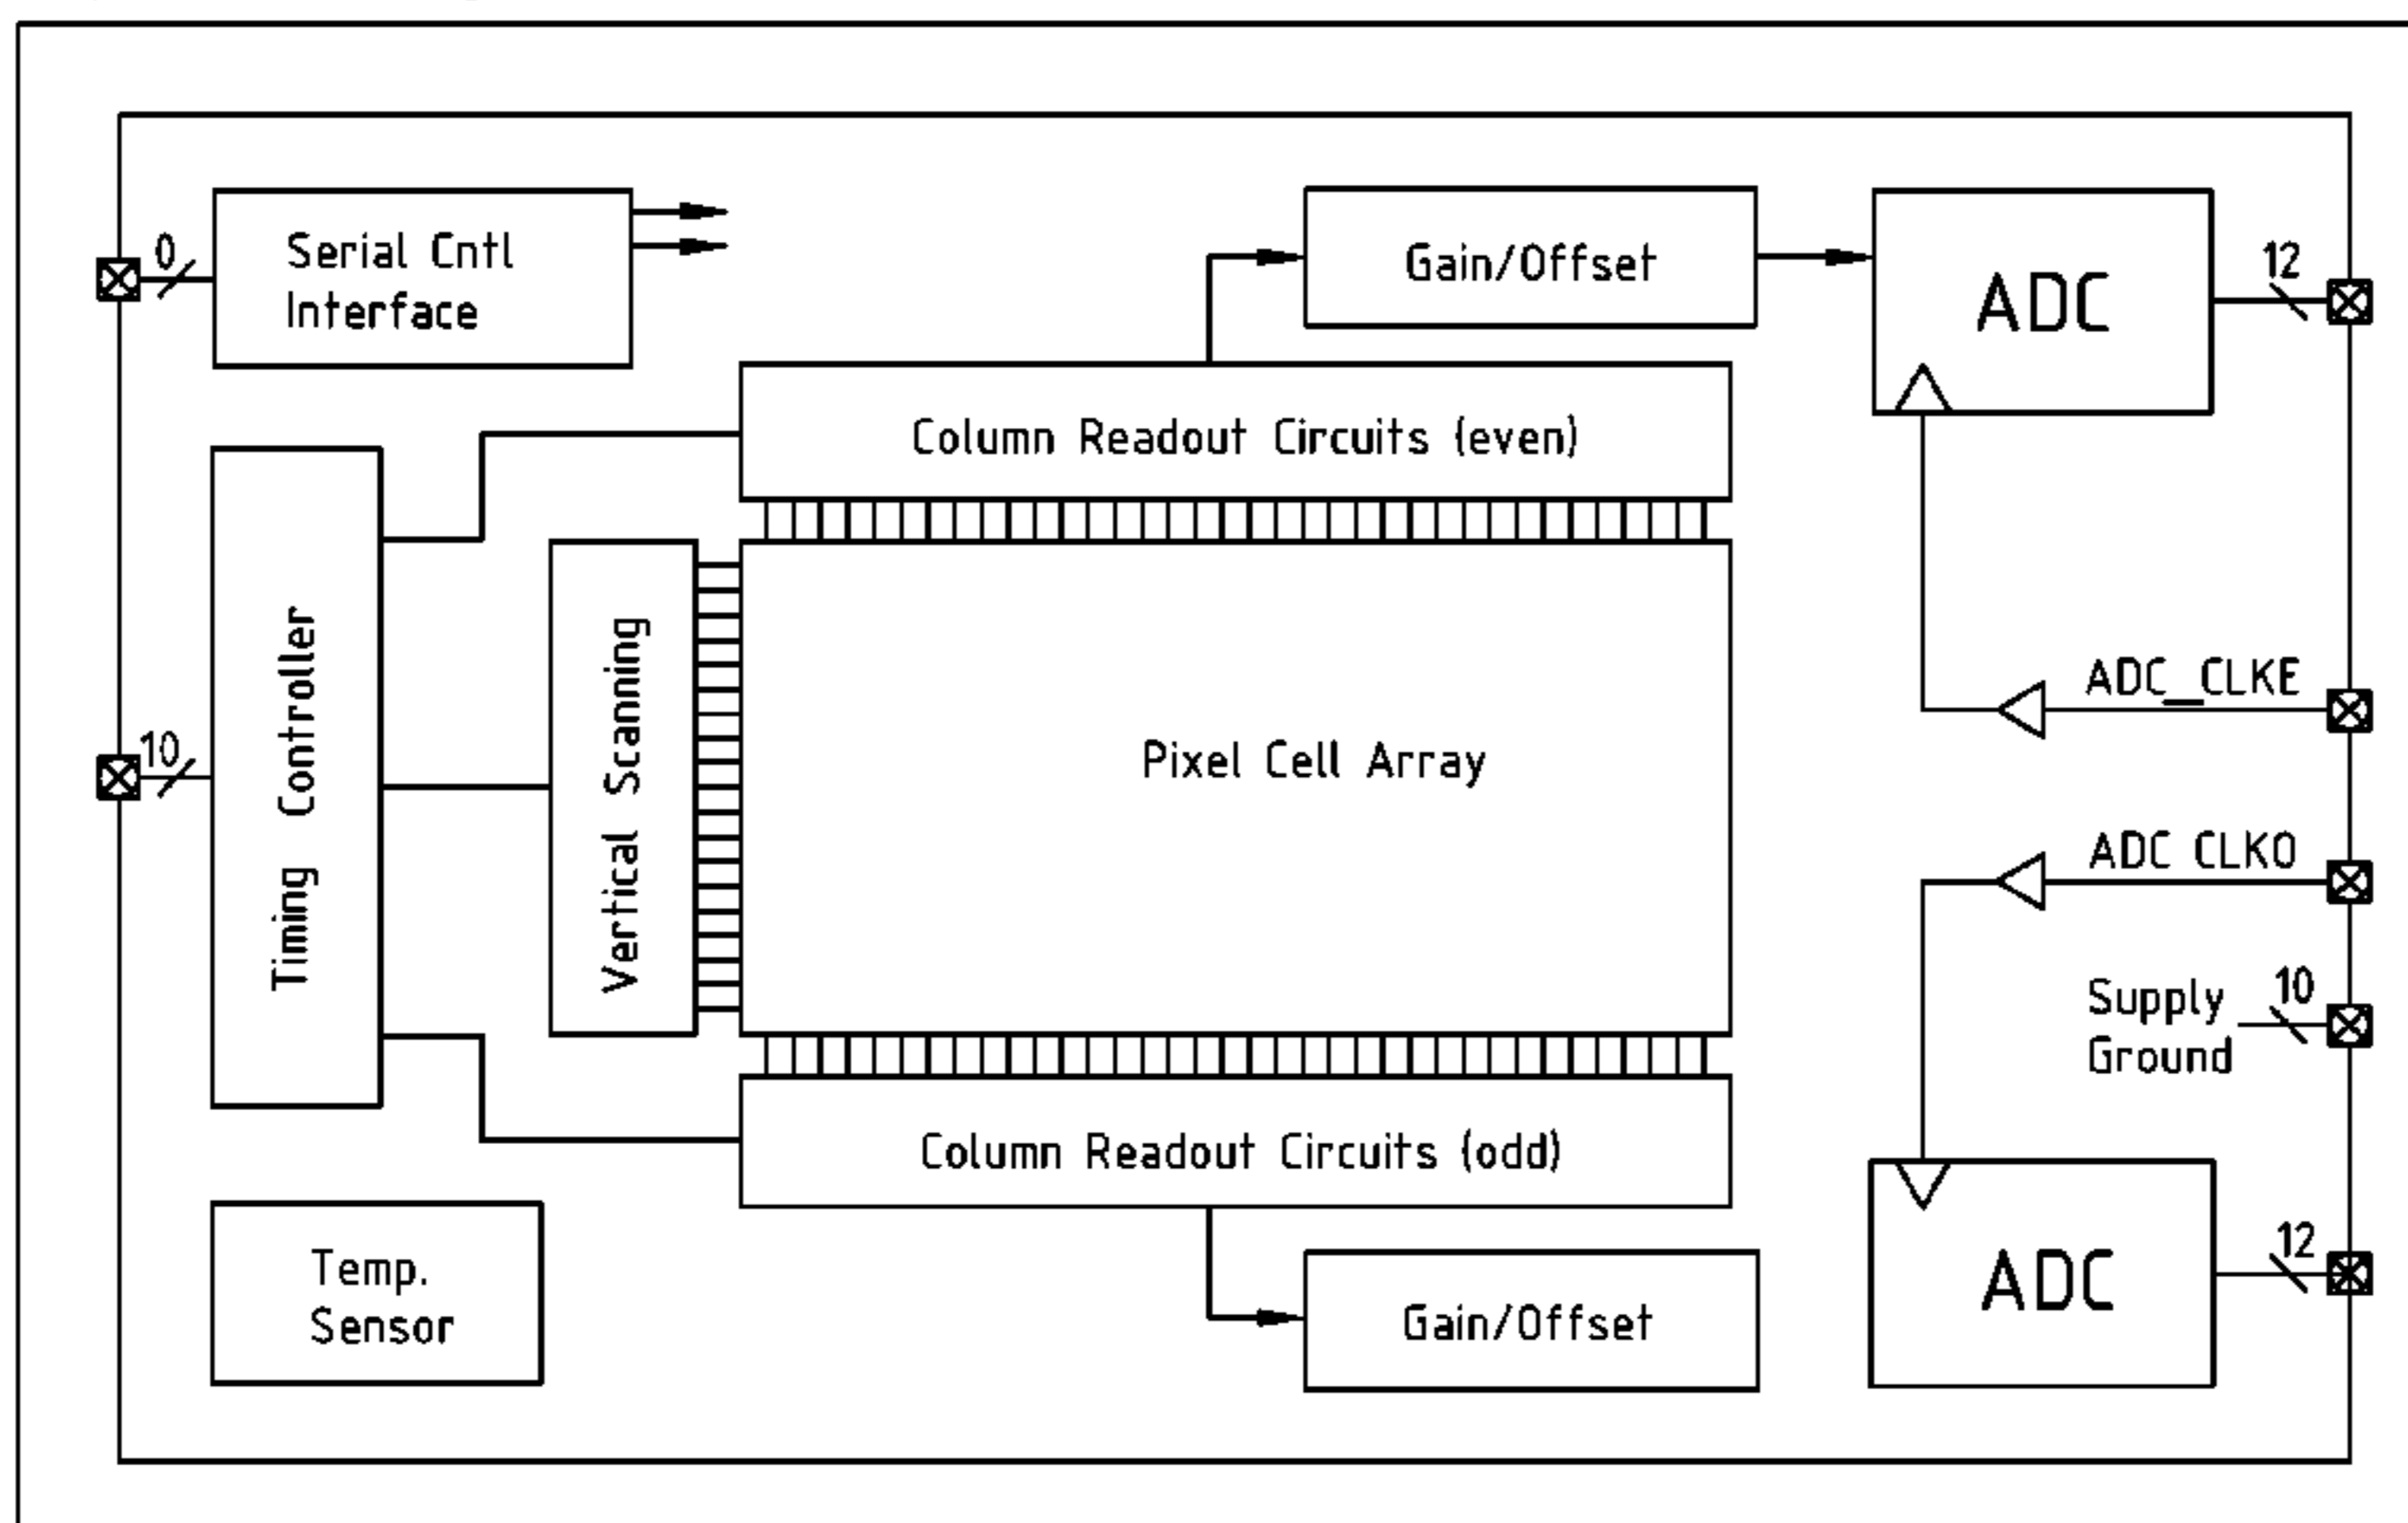 0
Serial Cntl
Interface
Gain/Offset
ADC
12
Column Readout Circuits (even)
10
Timing Controller
Vertical Scanning
Pixel Cell Array
ADC_CLKE
ADC CLKO
Supply
Ground
10
Column Readout Circuits (odd)
Temp.
Sensor
Gain/Offset
ADC
12